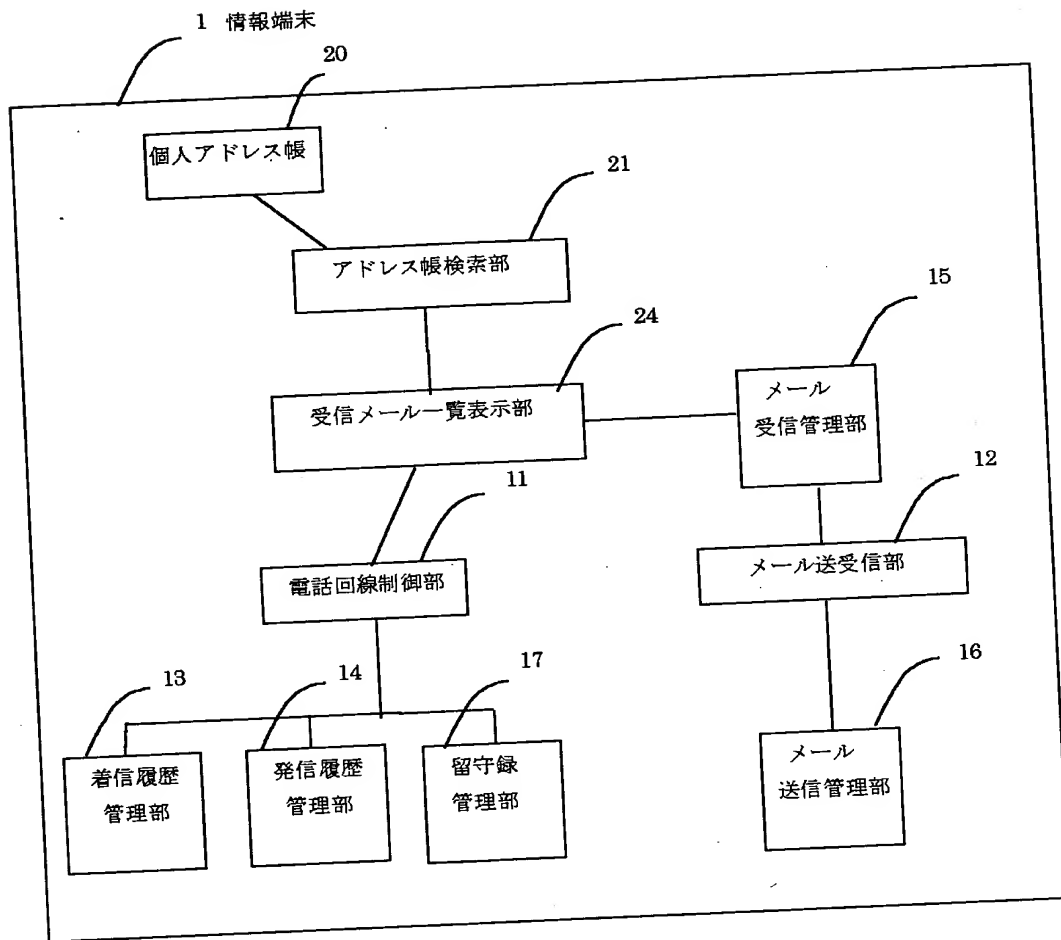 1 情報端末
20
個人アドレス帳
21
アドレス帳検索部
15
24
メール
受信管理部
受信メール一覧表示部
11
12
電話回線制御部
メール送受信部
13
14
17
16
着信履歴
管理部
発信履歴
管理部
留守録
管理部
メール
送信管理部